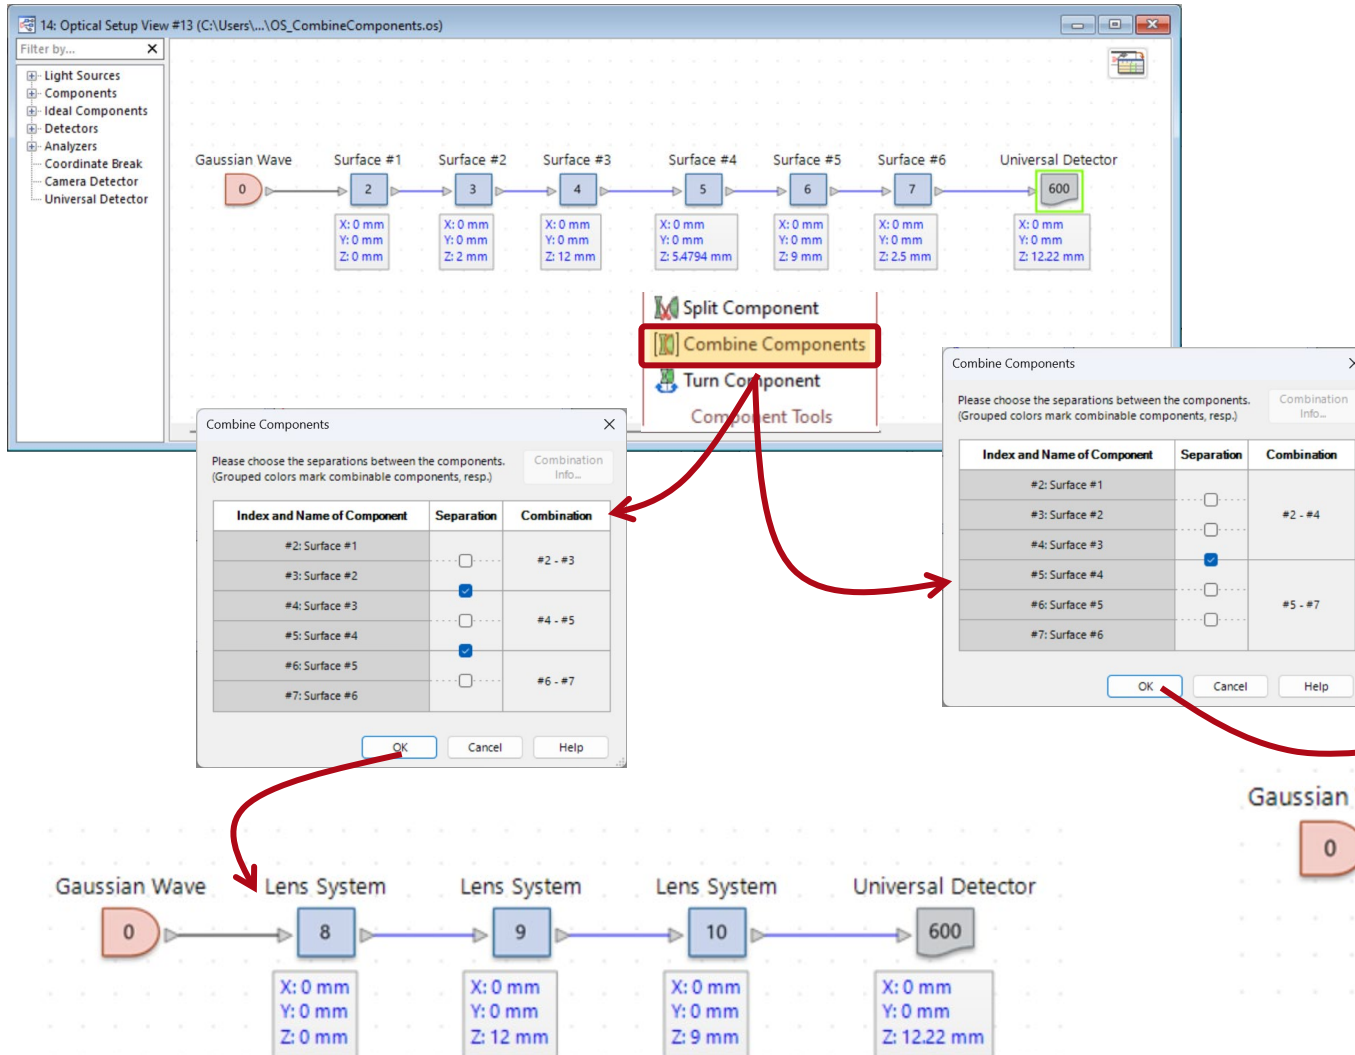 14: Optical Setup View #13 (C:\Users\...\OS_CombineComponents.os)
Filter by...
Light Sources
Components
Ideal Components
Detectors
Analyzers
Coordinate Break
Camera Detector
Universal Detector
Gaussian Wave Surface #1 Surface #2 Surface #3 Surface #4 Surface #5 Surface #6 Universal Detector
0 2 3 4 5 6 7 600
X: 0 mm X: 0 mm X: 0 mm X: 0 mm X: 0 mm X: 0 mm X: 0 mm
Y: 0 mm Y: 0 mm Y: 0 mm Y: 0 mm Y: 0 mm Y: 0 mm Y: 0 mm
Z: 0 mm Z: 2 mm Z: 12 mm Z: 5.4794 mm Z: 9 mm Z: 2.5 mm Z: 12.22 mm
Split Component
Combine Components
Turn Component
Component Tools
Combine Components
Please choose the separations between the components.
(Grouped colors mark combinable components, resp.)
Combination
Info...
Index and Name of Component Separation Combination
#2: Surface #1
#3: Surface #2
#4: Surface #3
#5: Surface #4
#6: Surface #5
#7: Surface #6
#2 - #3
#4 - #5
#6 - #7
OK Cancel Help
Combine Components
Please choose the separations between the components.
(Grouped colors mark combinable components, resp.)
Combination
Info...
Index and Name of Component Separation Combination
#2: Surface #1
#3: Surface #2
#4: Surface #3
#5: Surface #4
#6: Surface #5
#7: Surface #6
#2 - #4
#5 - #7
OK Cancel Help
Gaussian
0
Gaussian Wave Lens System Lens System Lens System Universal Detector
0 8 9 10 600
X: 0 mm X: 0 mm X: 0 mm X: 0 mm
Y: 0 mm Y: 0 mm Y: 0 mm Y: 0 mm
Z: 0 mm Z: 12 mm Z: 9 mm Z: 12.22 mm